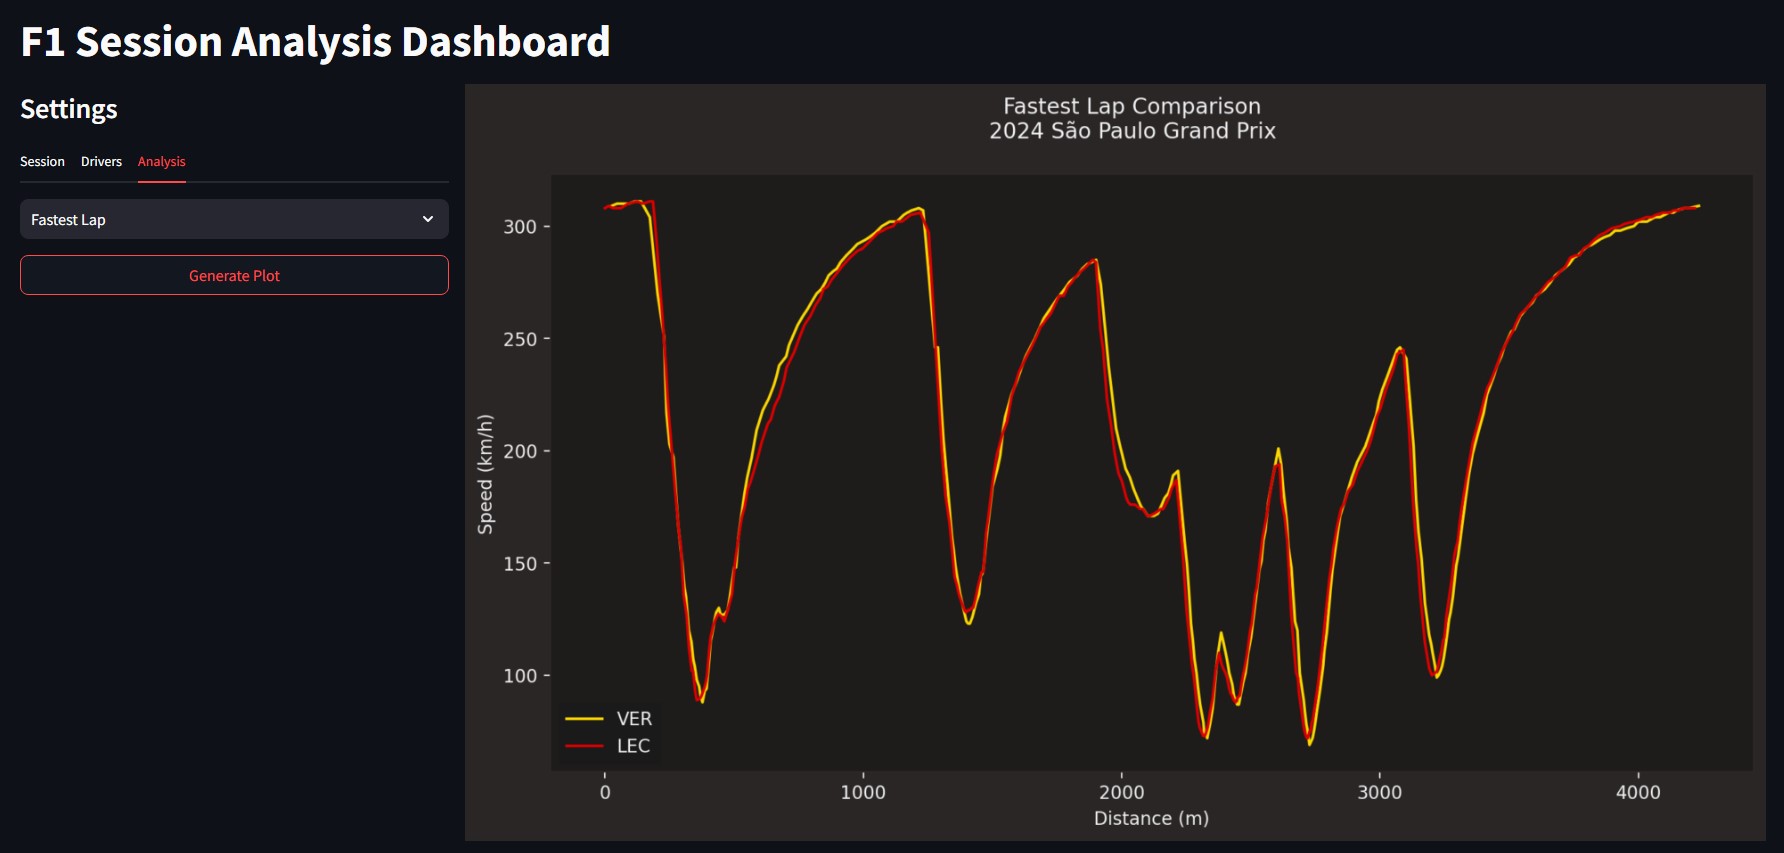 F1 Session Analysis Dashboard
Settings
Session Drivers Analysis
Fastest Lap
Generate Plot
Fastest Lap Comparison
2024 São Paulo Grand Prix
Speed (km/h)
300
250
200
150
100
VER
LEC
0 1000 2000 3000 4000
Distance (m)